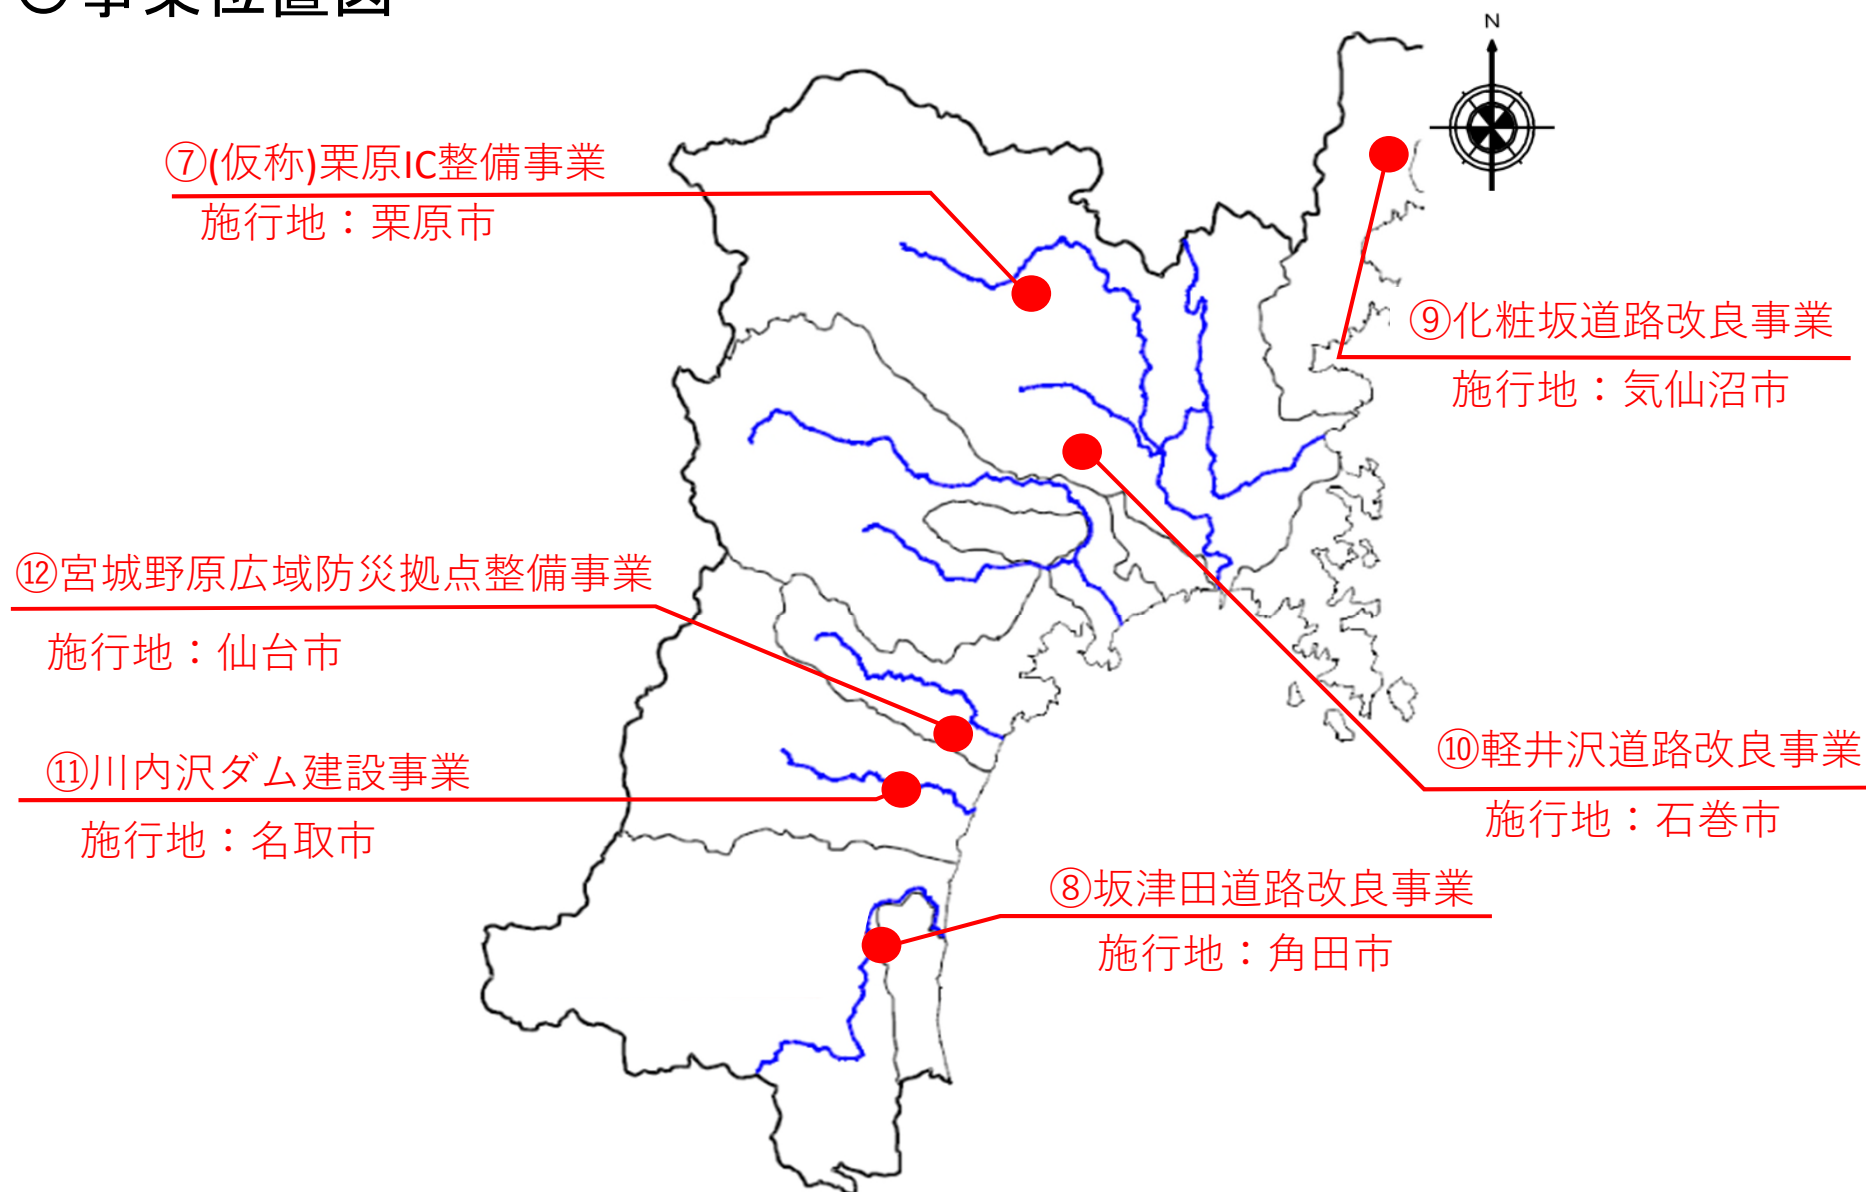 〇事業位置図
N
⑦(仮称)栗原IC整備事業
施行地：栗原市
⑨化粧坂道路改良事業
施行地：気仙沼市
⑫宮城野原広域防災拠点整備事業
施行地：仙台市
⑩軽井沢道路改良事業
施行地：石巻市
⑪川内沢ダム建設事業
施行地：名取市
⑧坂津田道路改良事業
施行地：角田市